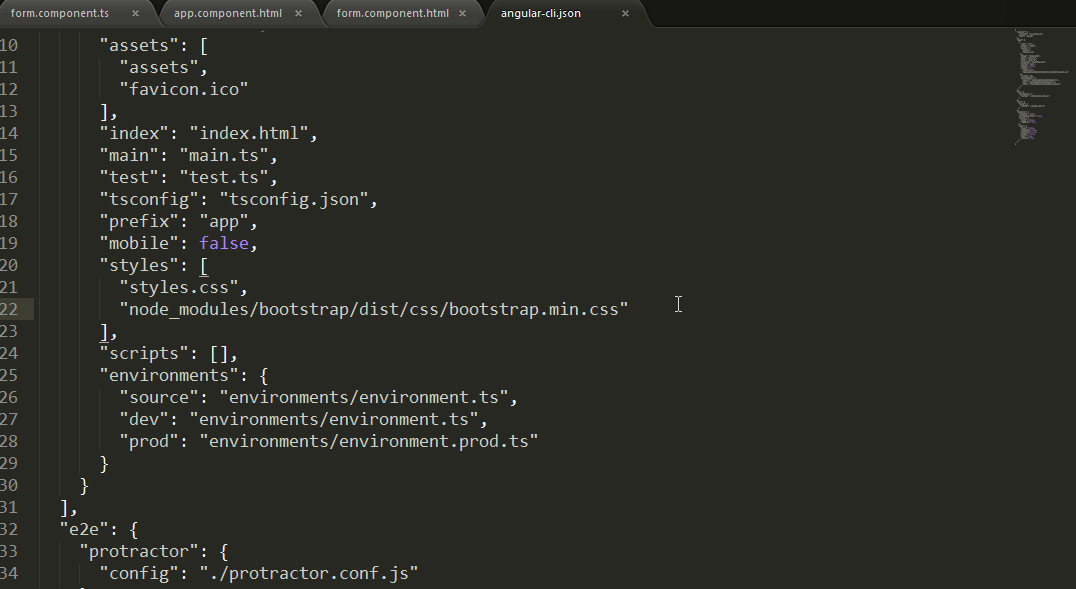 form.component.ts × app.component.html × form.component.html × angular-cli.json ×
10 "assets": [
11 "assets",
12 "favicon.ico"
13 ],
14 "index": "index.html",
15 "main": "main.ts",
16 "test": "test.ts",
17 "tsconfig": "tsconfig.json",
18 "prefix": "app",
19 "mobile": false,
20 "styles": [
21 "styles.css",
22 "node_modules/bootstrap/dist/css/bootstrap.min.css"
23 ],
24 "scripts": [],
25 "environments": {
26 "source": "environments/environment.ts",
27 "dev": "environments/environment.ts",
28 "prod": "environments/environment.prod.ts"
29 }
30 }
31 ],
32 "e2e": {
33 "protractor": {
34 "config": "./protractor.conf.js"